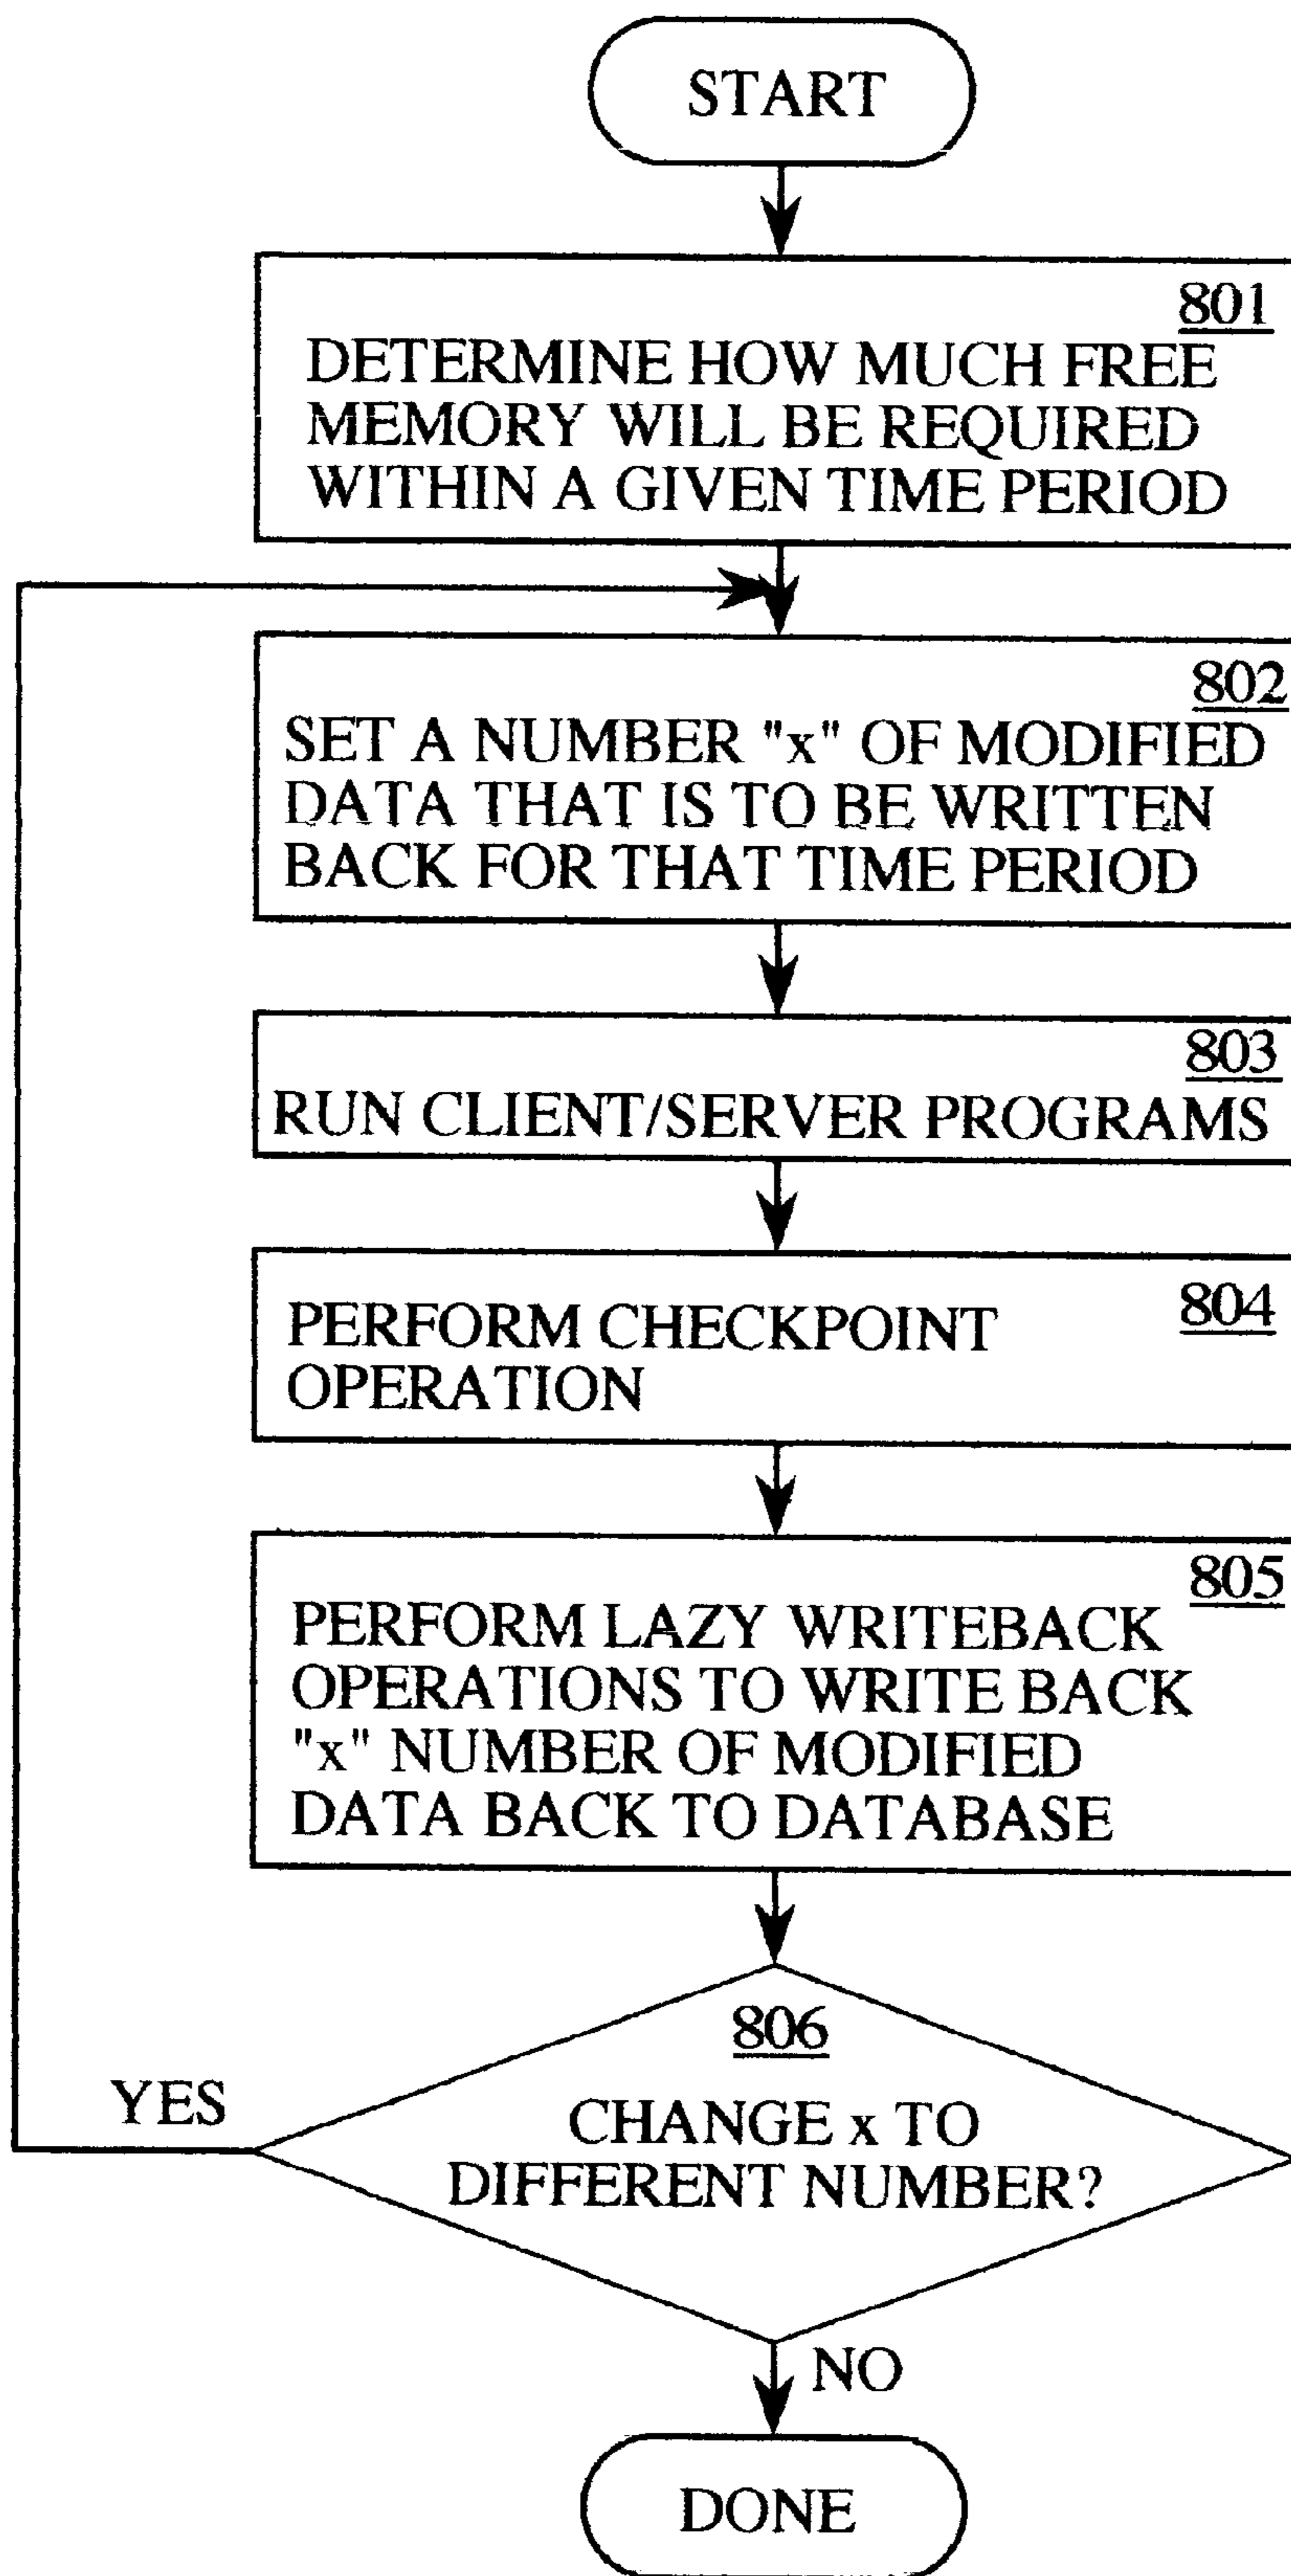 START
801
DETERMINE HOW MUCH FREE
MEMORY WILL BE REQUIRED
WITHIN A GIVEN TIME PERIOD
802
SET A NUMBER "x" OF MODIFIED
DATA THAT IS TO BE WRITTEN
BACK FOR THAT TIME PERIOD
803
RUN CLIENT/SERVER PROGRAMS
804
PERFORM CHECKPOINT
OPERATION
805
PERFORM LAZY WRITEBACK
OPERATIONS TO WRITE BACK
"x" NUMBER OF MODIFIED
DATA BACK TO DATABASE
806
YES
CHANGE x TO
DIFFERENT NUMBER?
NO
DONE